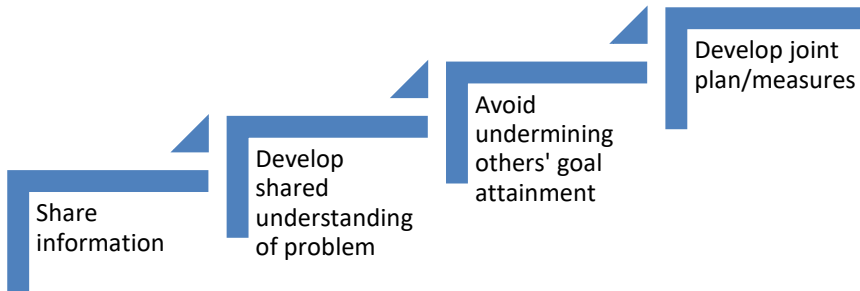 Share
information
Develop
shared
understanding
of problem
Avoid
undermining
others' goal
attainment
Develop joint
plan/measures